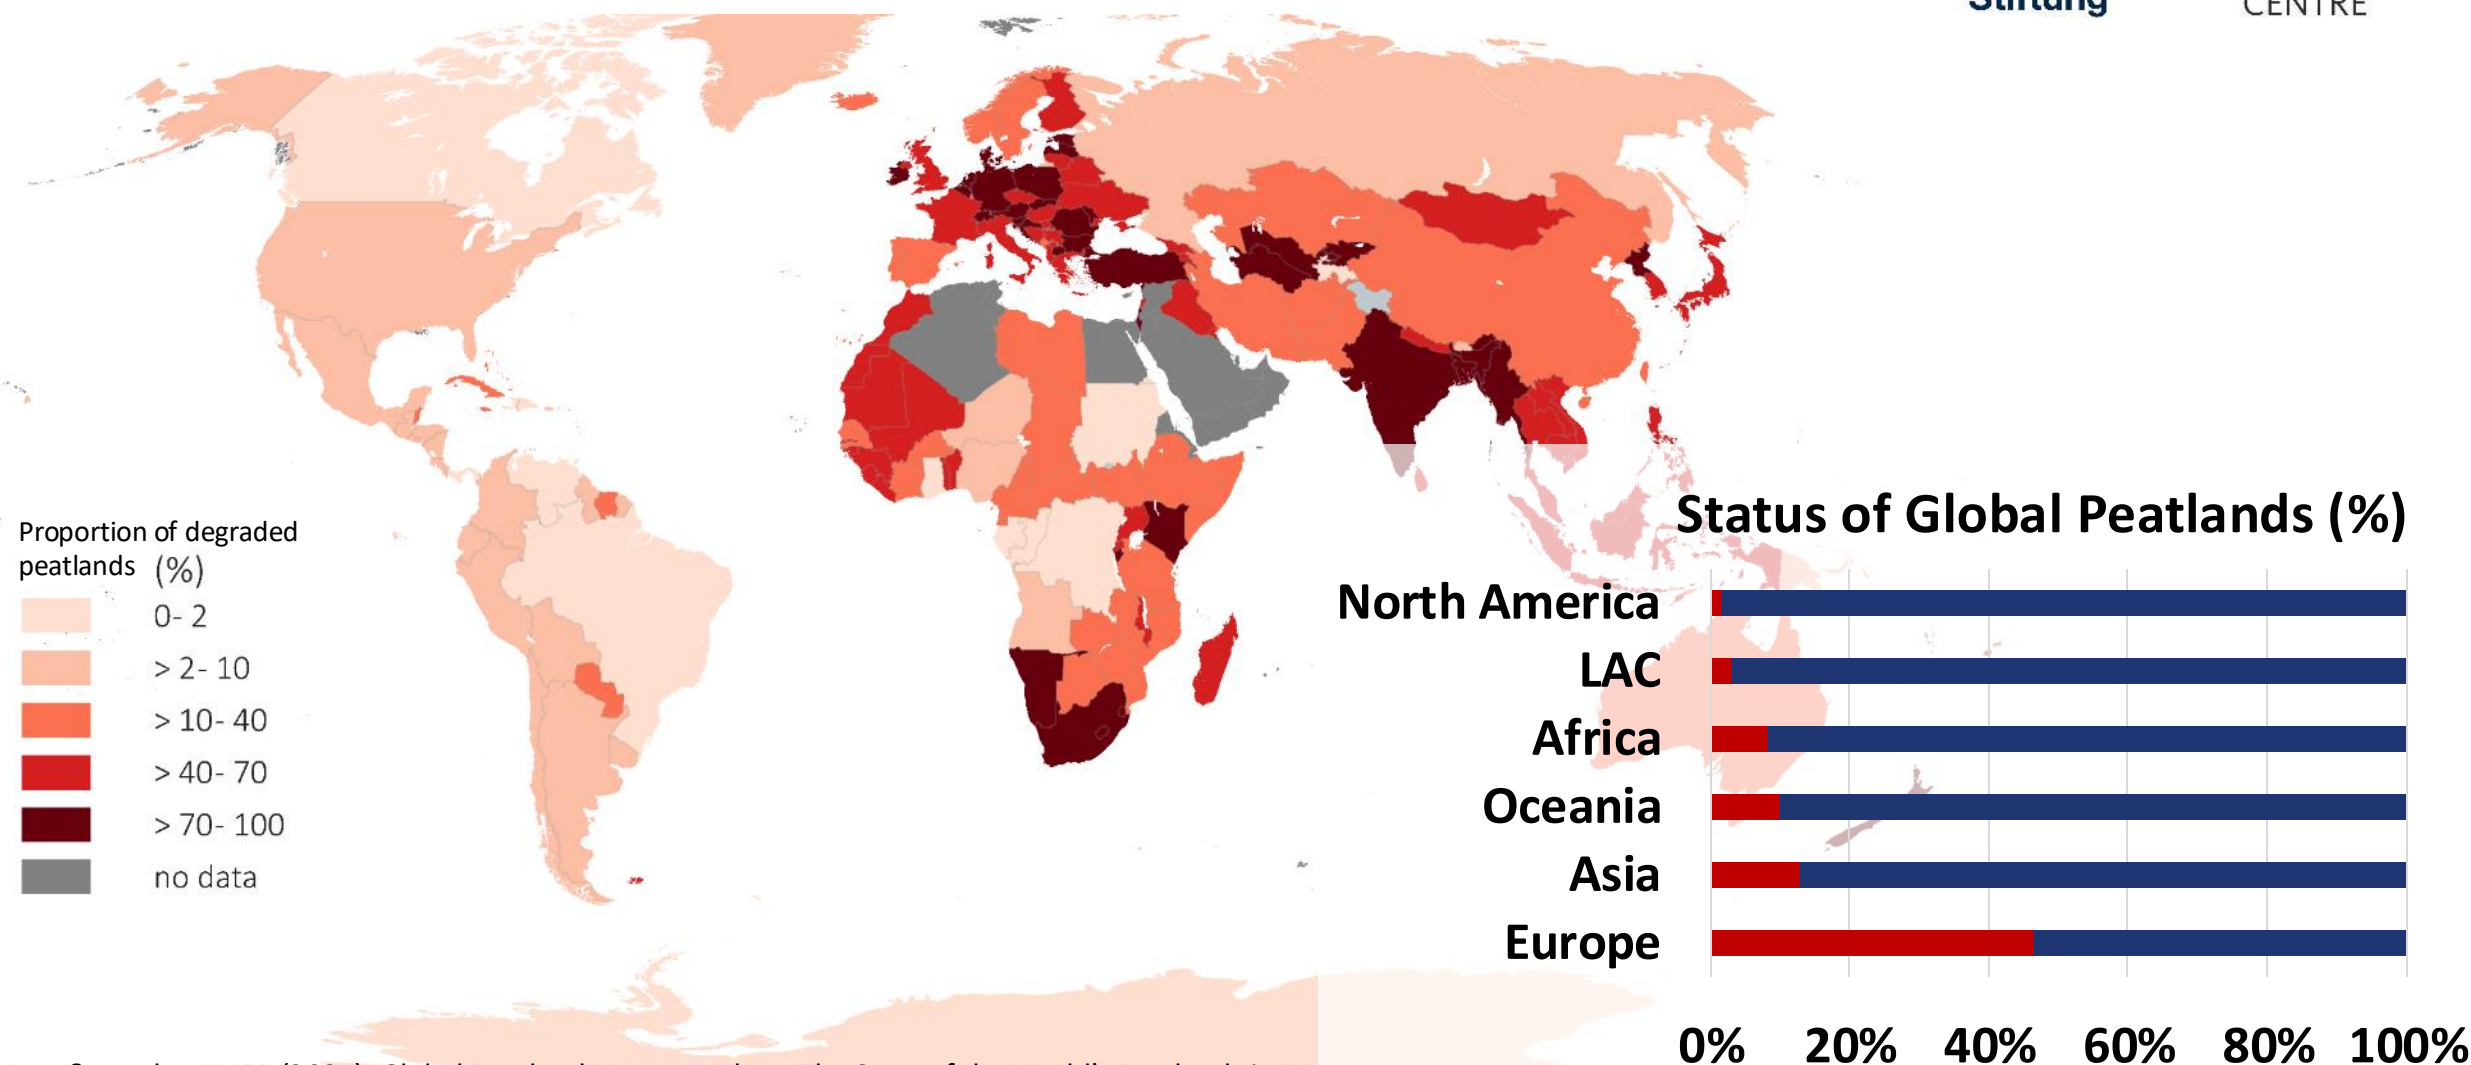 Stiftung
CENTRE
Proportion of degraded
peatlands (%)
0- 2
> 2- 10
> 10- 40
> 40- 70
> 70- 100
no data
Status of Global Peatlands (%)
North America
LAC
Africa
Oceania
Asia
Europe
0% 20% 40% 60% 80% 100%